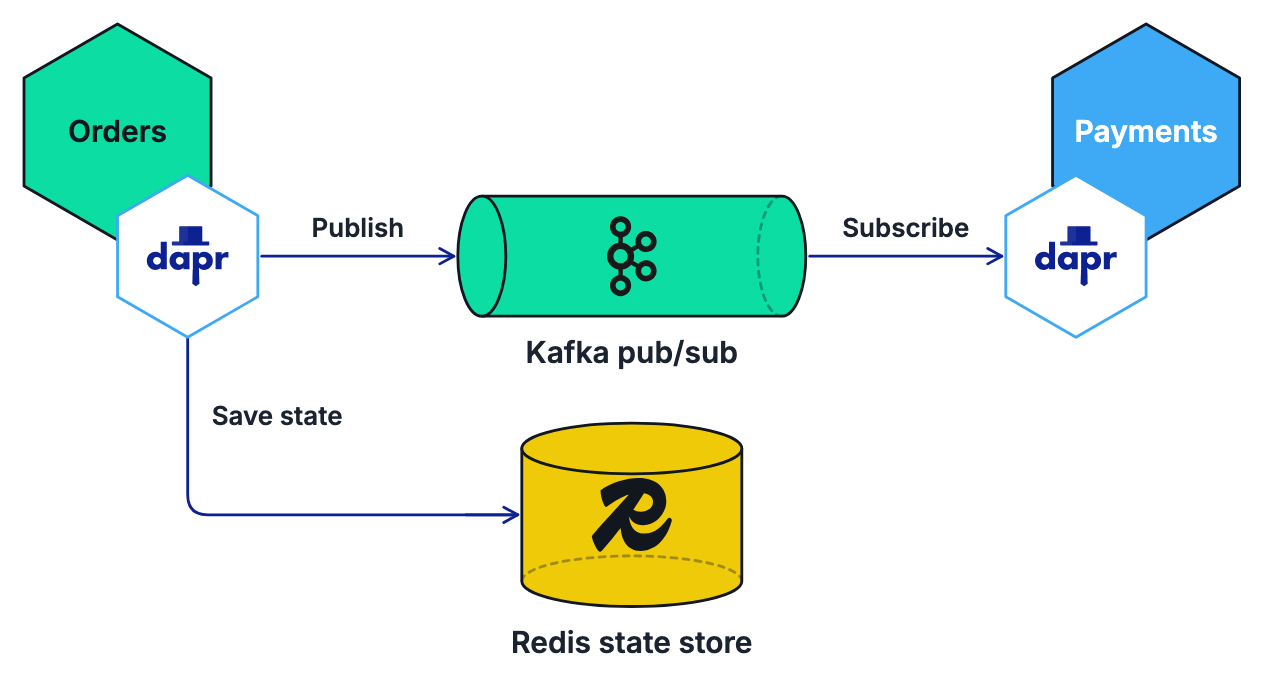 Orders
Payments
dapr
Publish
Subscribe
dapr
Kafka pub/sub
Save state
Redis state store